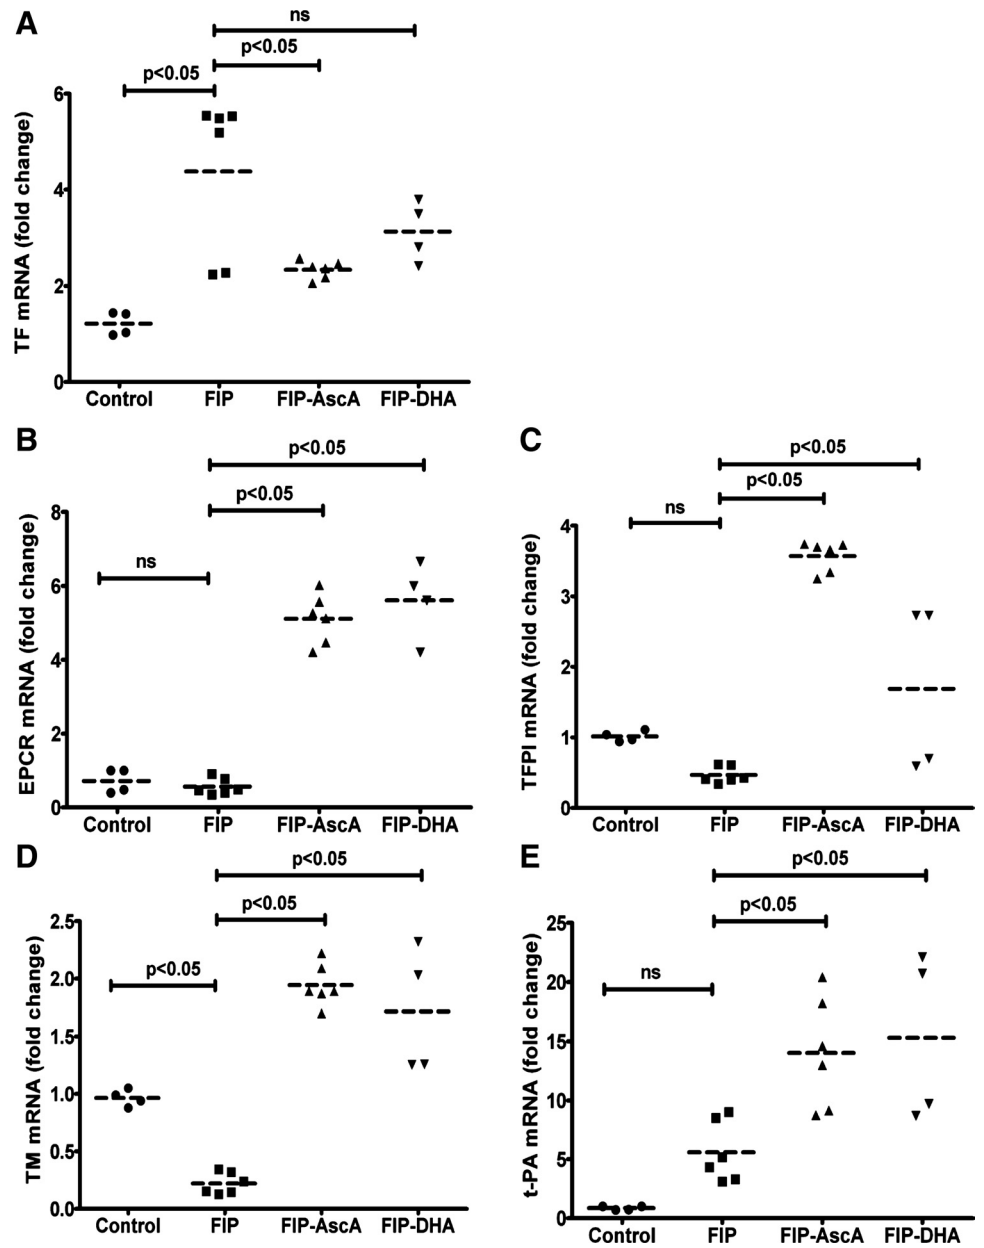 A
ns
p<0.05
p<0.05
TF mRNA (fold change)
6
4
2
0
Control FIP FIP-AscA FIP-DHA
B
p<0.05
p<0.05
ns
EPCR mRNA (fold change)
8
6
4
2
0
Control FIP FIP-AscA FIP-DHA
C
p<0.05
p<0.05
ns
TFPI mRNA (fold change)
4
3
2
1
0
Control FIP FIP-AscA FIP-DHA
D
p<0.05
p<0.05
p<0.05
TM mRNA (fold change)
2.5
2.0
1.5
1.0
0.5
0.0
Control FIP FIP-AscA FIP-DHA
E
p<0.05
p<0.05
ns
t-PA mRNA (fold change)
25
20
15
10
5
0
Control FIP FIP-AscA FIP-DHA